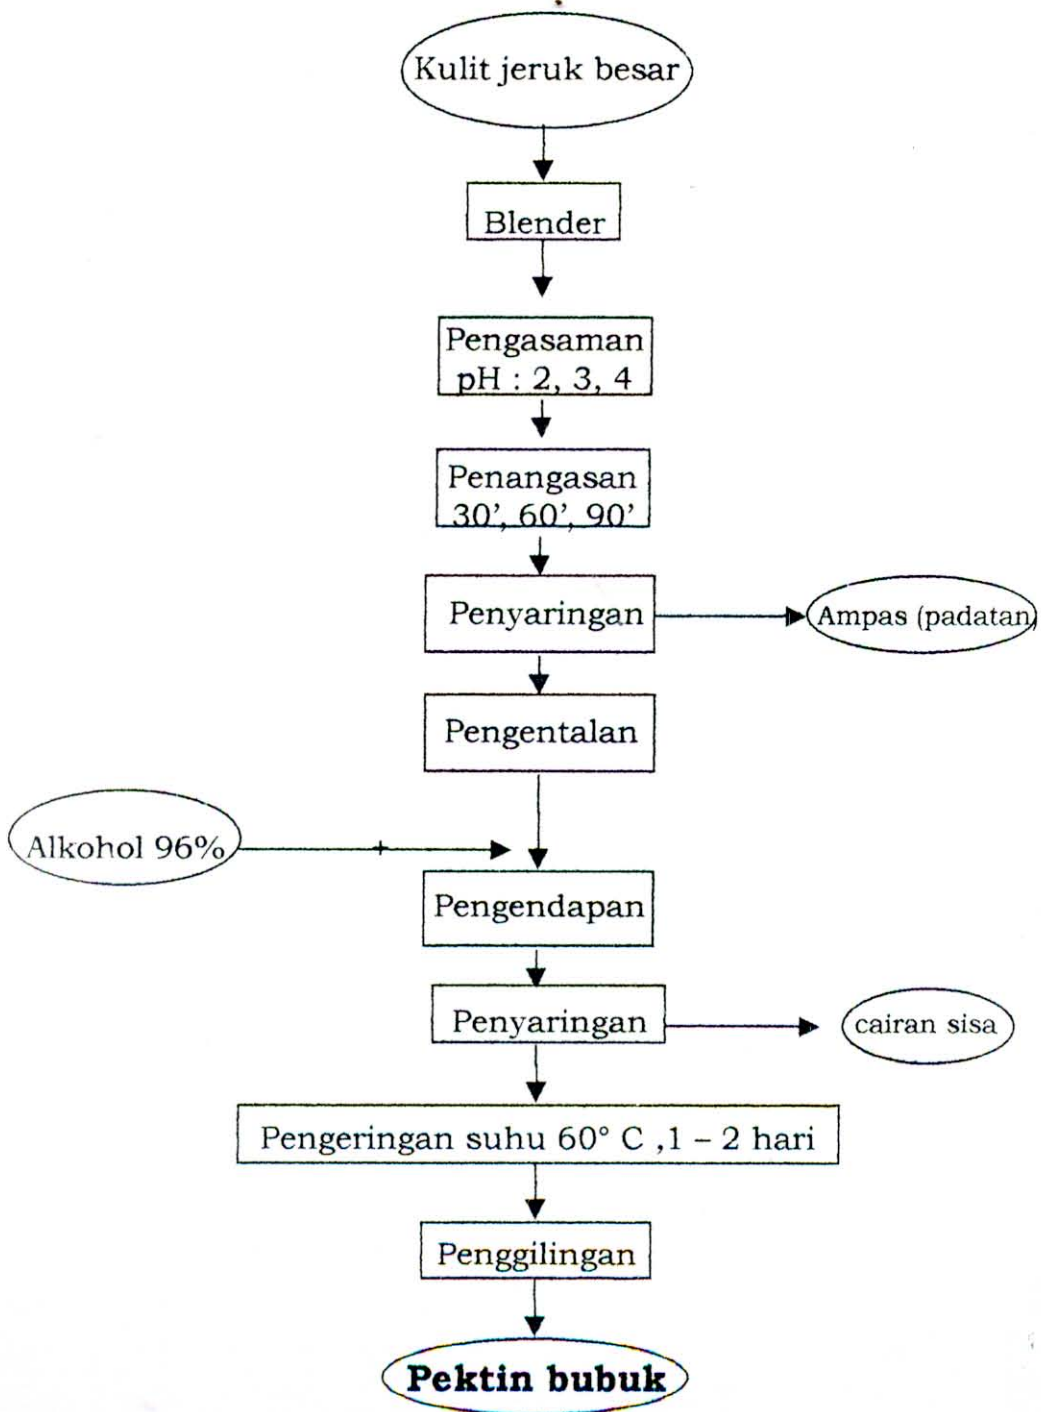 Kulit jeruk besar
Blender
Pengasaman
pH : 2, 3, 4
Penangasan
30’, 60’, 90’
Penyaringan
Ampas (padatan)
Pengentalan
Alkohol 96%
+
Pengendapan
Penyaringan
cairan sisa
Pengeringan suhu 60° C ,1 – 2 hari
Penggilingan
Pektin bubuk